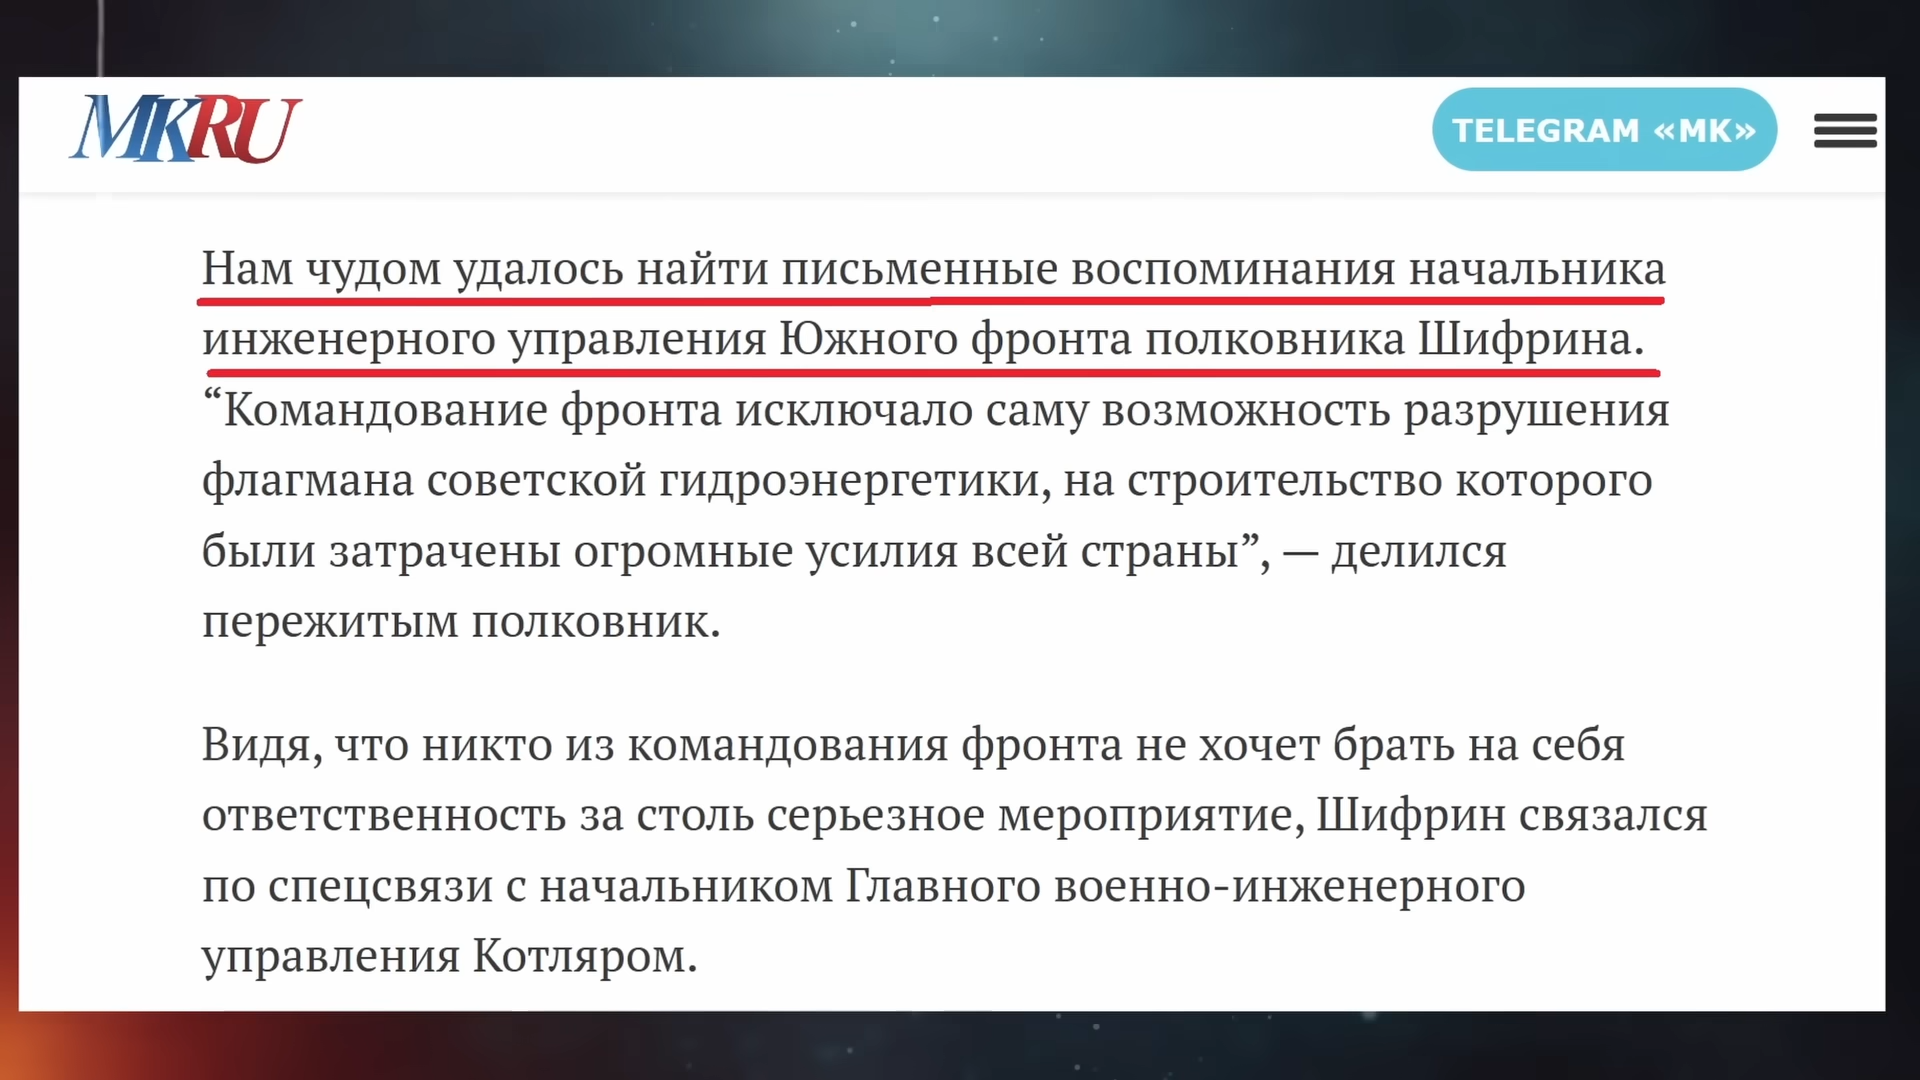 MKRU
TELEGRAM «МК»
Нам чудом удалось найти письменные воспоминания начальника
инженерного управления Южного фронта полковника Шифрина.
“Командование фронта исключало саму возможность разрушения
флагмана советской гидроэнергетики, на строительство которого
были затрачены огромные усилия всей страны”, — делился
пережитым полковник.
Видя, что никто из командования фронта не хочет брать на себя
ответственность за столь серьезное мероприятие, Шифрин связался
по спецсвязи с начальником Главного военно-инженерного
управления Котляром.